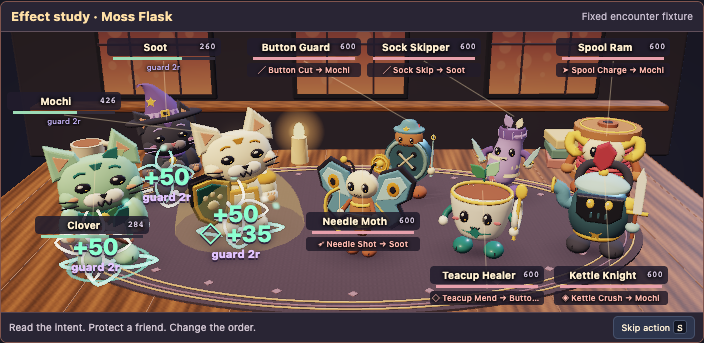 Effect study · Moss Flask
Fixed encounter fixture
Soot 260
guard 2r
Button Guard 600
Button Cut → Mochi
Sock Skipper 600
Sock Skip → Soot
Spool Ram 600
Spool Charge → Mochi
Mochi 426
guard 2r
+50
guard 2r
+50
+35
guard 2r
Clover 284
+50
guard 2r
Needle Moth 600
Needle Shot → Soot
Teacup Healer 600
Teacup Mend → Butto...
Kettle Knight 600
Kettle Crush → Mochi
Read the intent. Protect a friend. Change the order.
Skip action S